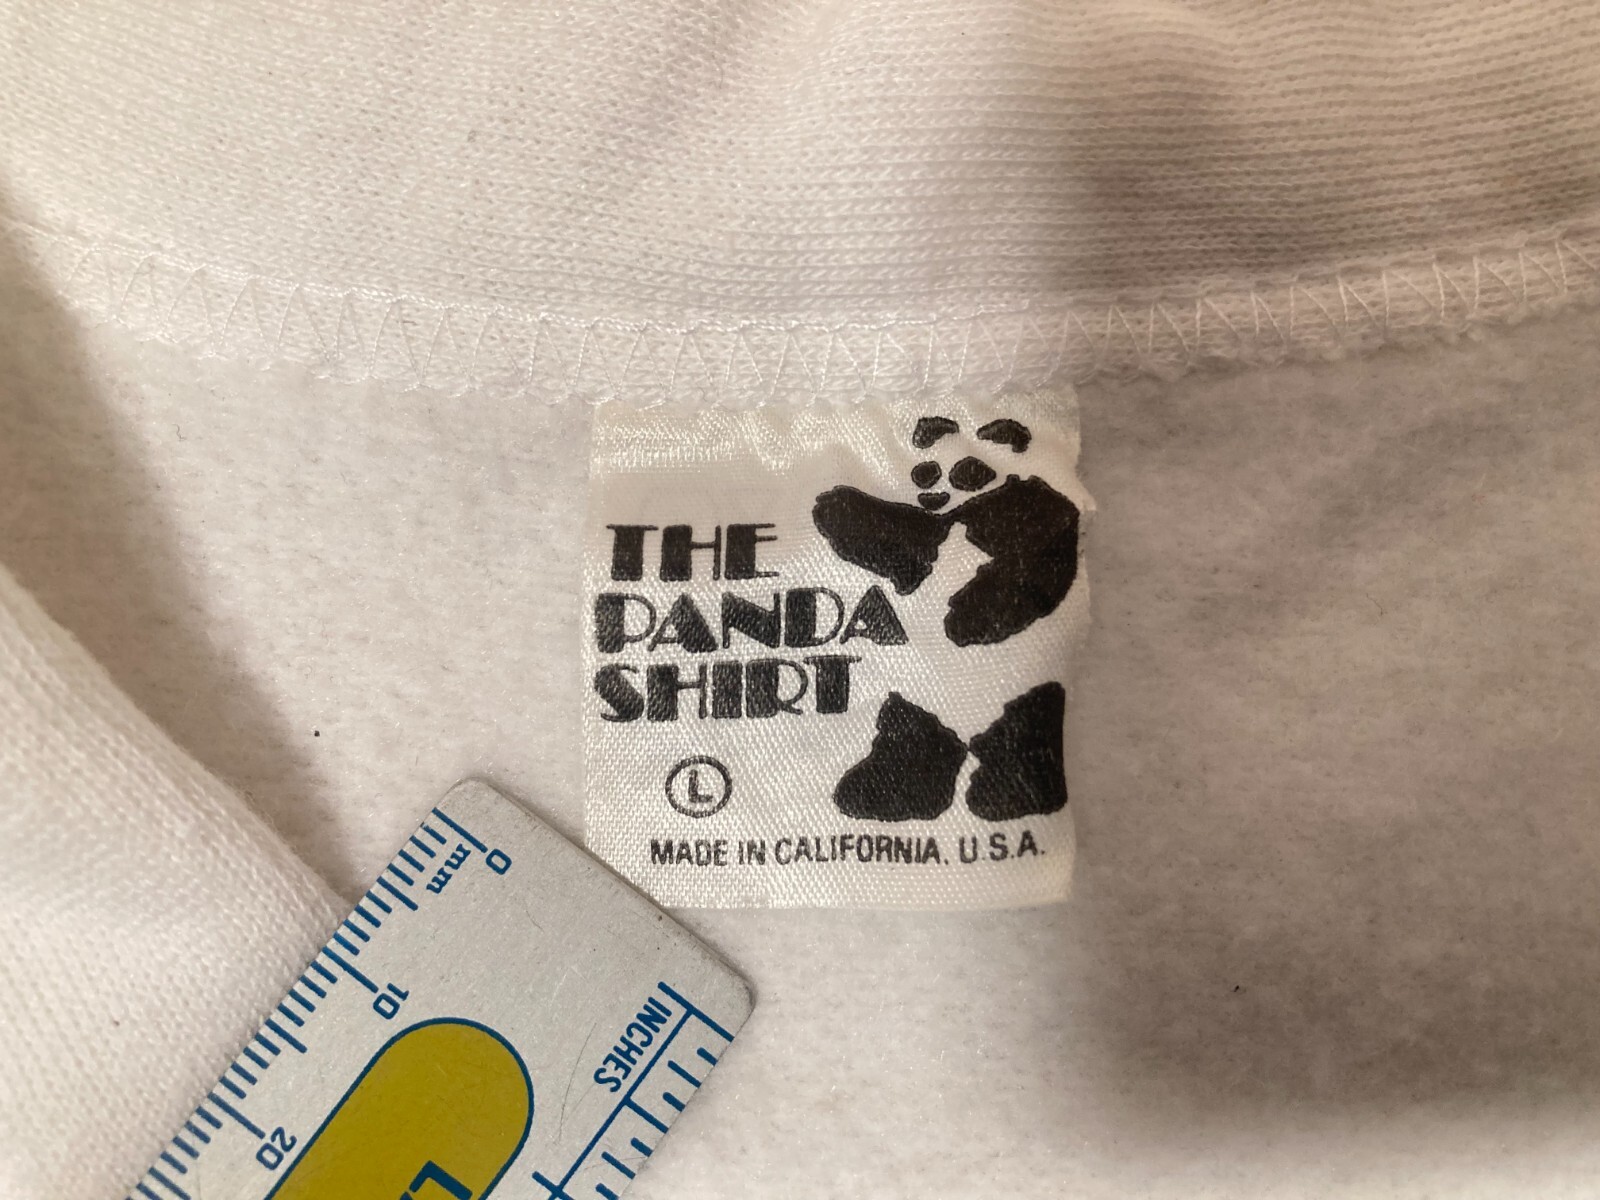 THE
PANDA
SHIRT
L
MADE IN CALIFORNIA, U.S.A.
0
mm
10
20
INCHES